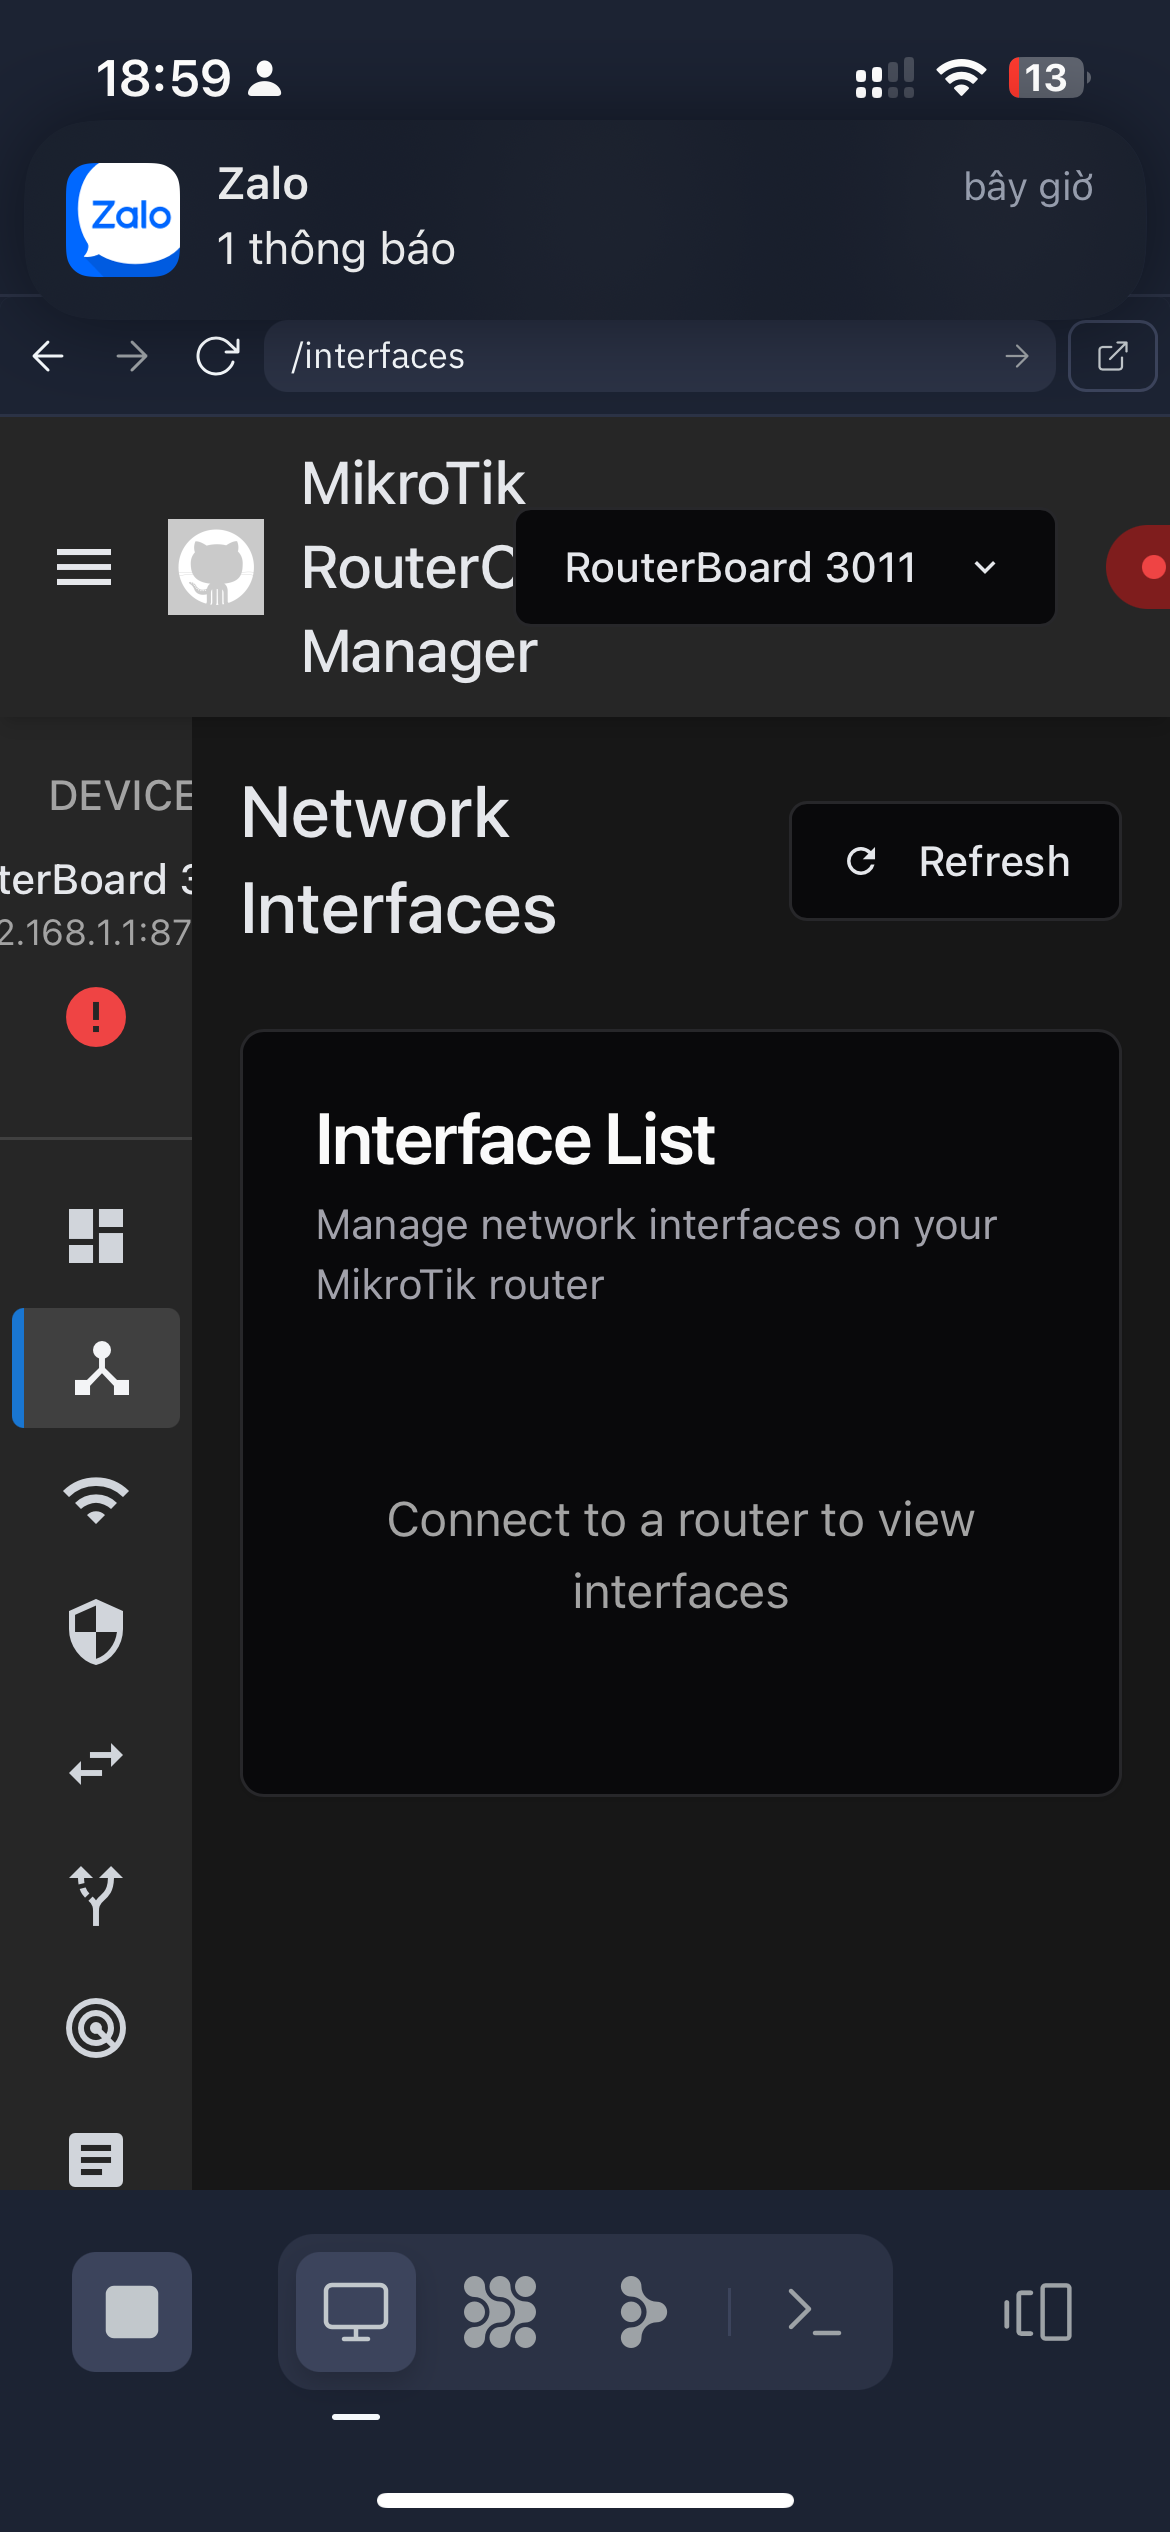 18:59
13
Zalo
Zalo
bây giờ
1 thông báo
/interfaces
MikroTik
RouterO
Manager
RouterBoard 3011
DEVICE
terBoard 3
2.168.1.1:87
Network
Interfaces
Refresh
Interface List
Manage network interfaces on your
MikroTik router
Connect to a router to view
interfaces